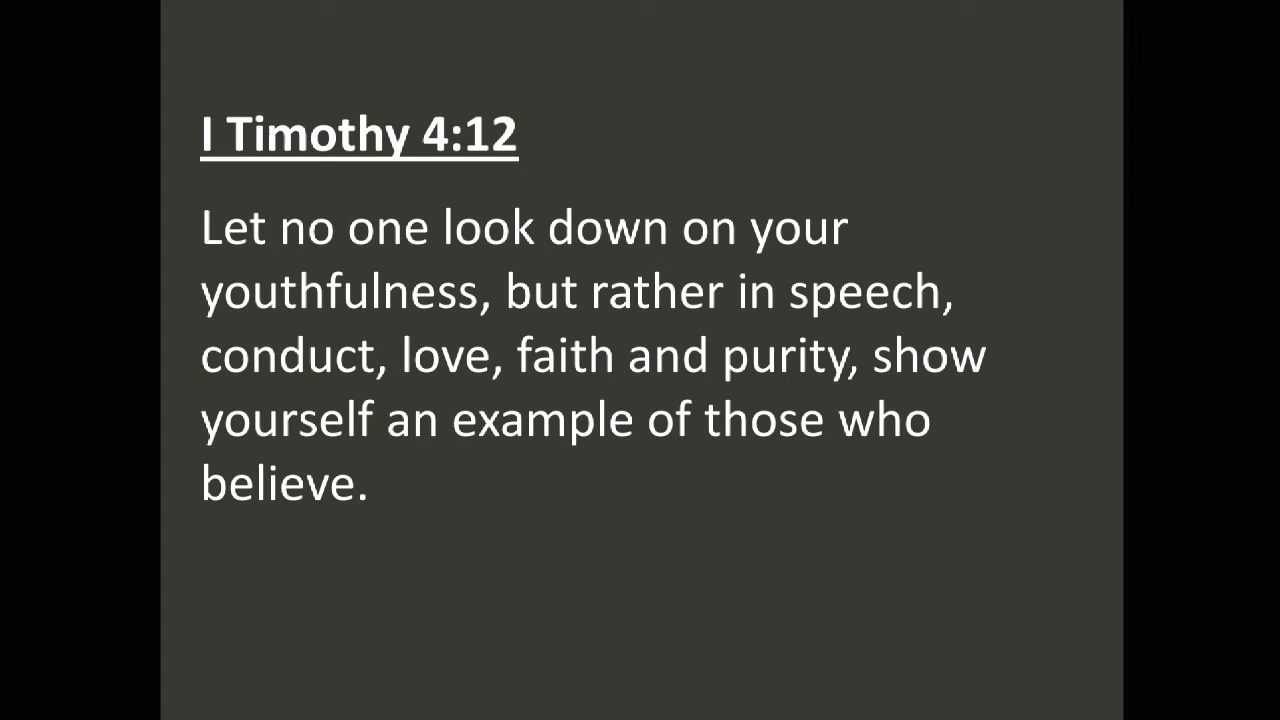 I Timothy 4:12
Let no one look down on your
youthfulness, but rather in speech,
conduct, love, faith and purity, show
yourself an example of those who
believe.